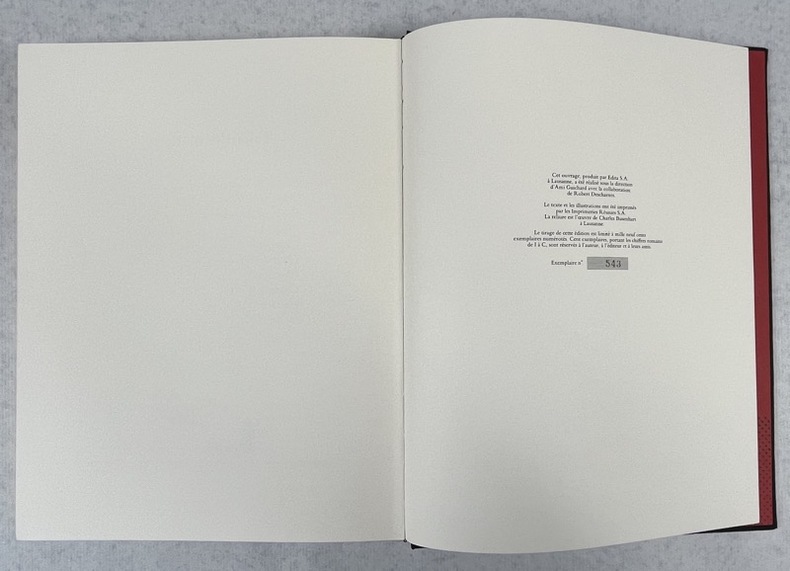 Cet ouvrage, produit par Edita S.A.
à Lausanne, a été réalisé sous la direction
d'Ami Guichard avec la collaboration
de Robert Descharnes.
Le texte et les illustrations ont été imprimés
par les Imprimeries Réunies S.A.
La reliure est l'œuvre de Charles
à Lausanne
Le tirage de cette édition est limité à mille neuf cents
exemplaires numérotés. Cent exemplaires, portant les chiffres romains
de I à C, sont réservés à l'auteur, à l'éditeur et à leurs amis.
Exemplaire n° 543